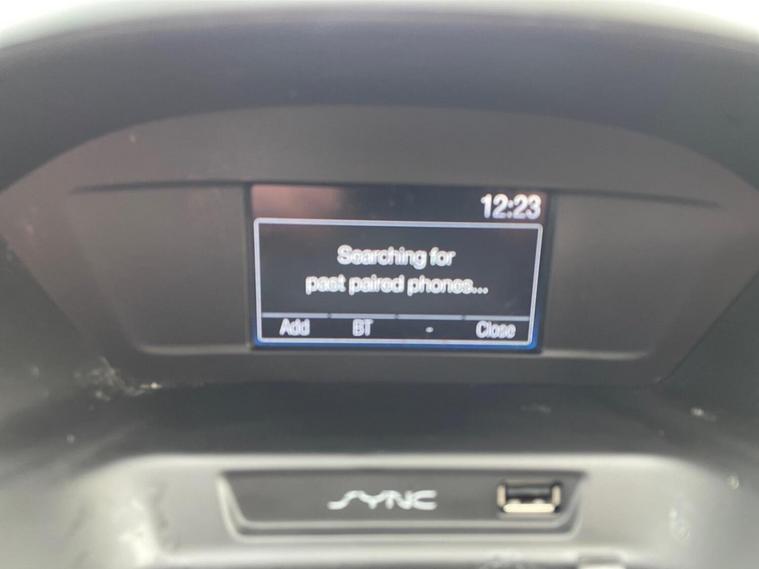 12:23
Searching for
past paired phones...
Add BT - Close
SYNC